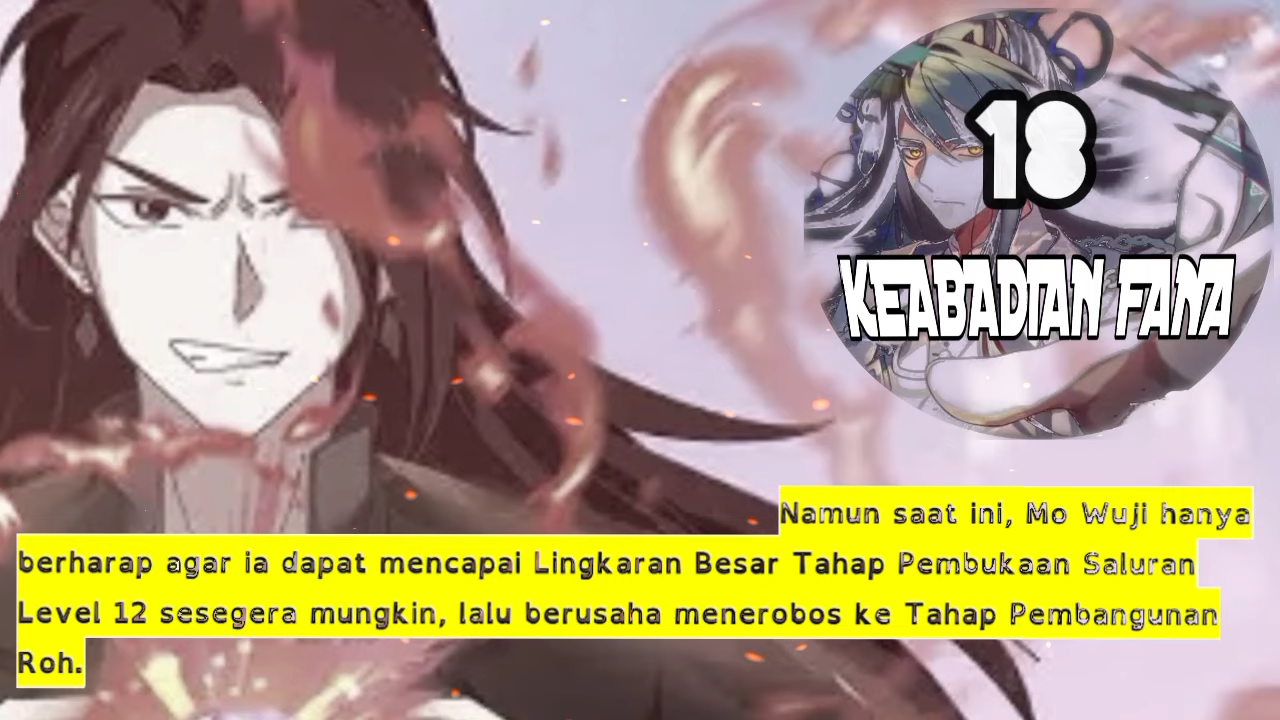 18
KEABADIAN FANA
Namun saat ini, Mo Wuji hanya
berharap agar ia dapat mencapai Lingkaran Besar Tahap Pembukaan Saluran
Level 12 sesegera mungkin, lalu berusaha menerobos ke Tahap Pembangunan
Roh.